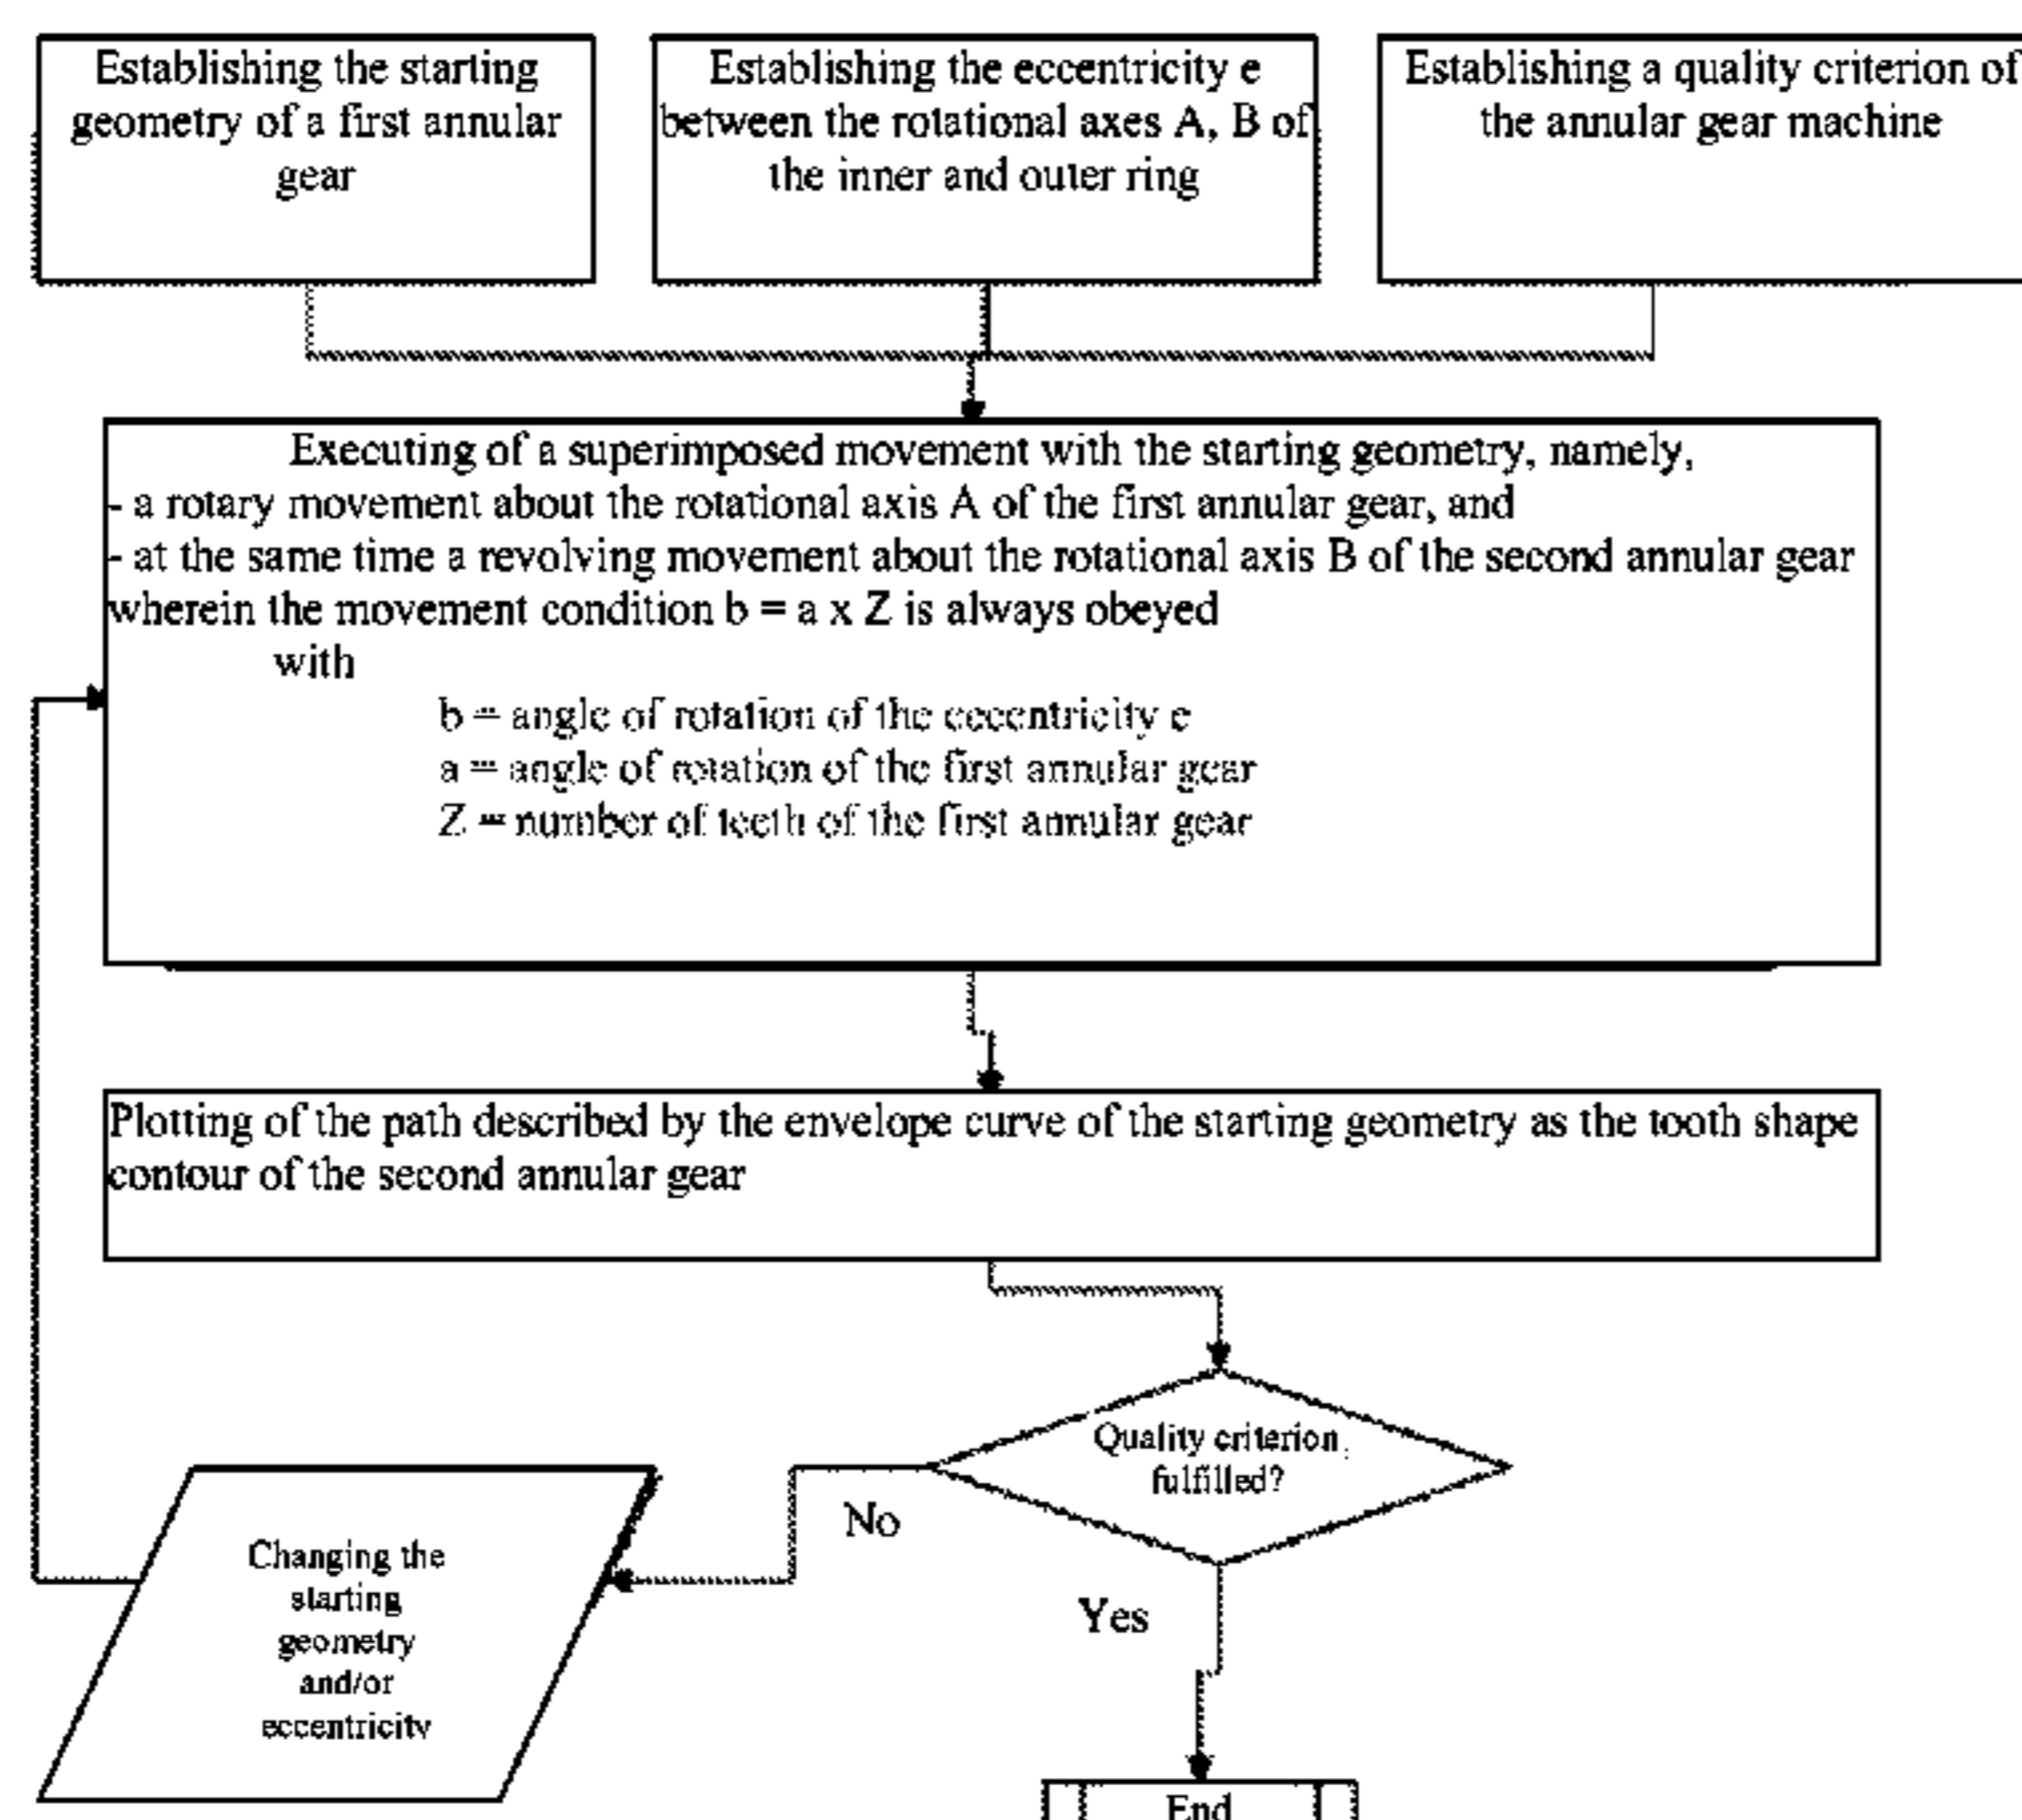 Establishing the starting
geometry of a first annular
gear
Establishing the eccentricity e
between the rotational axes A, B of
the inner and outer ring
Establishing a quality criterion of
the annular gear machine
Executing of a superimposed movement with the starting geometry, namely,
- a rotary movement about the rotational axis A of the first annular gear, and
- at the same time a revolving movement about the rotational axis B of the second annular gear
wherein the movement condition b = a x Z is always obeyed
with
b = angle of rotation of the eccentricity e
a = angle of rotation of the first annular gear
Z = number of teeth of the first annular gear
Plotting of the path described by the envelope curve of the starting geometry as the tooth shape
contour of the second annular gear
Quality criterion
fulfilled?
No
Changing the
starting
geometry
and/or
eccentricity
Yes
End